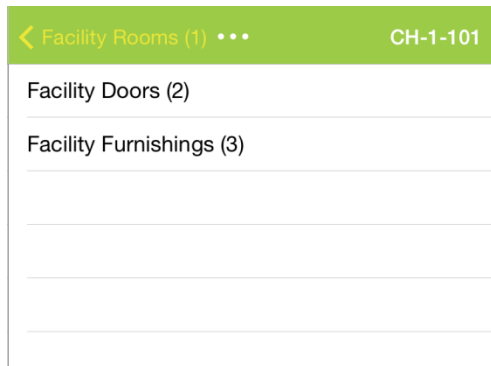 Facility Rooms (1) ••• CH-1-101
Facility Doors (2)
Facility Furnishings (3)